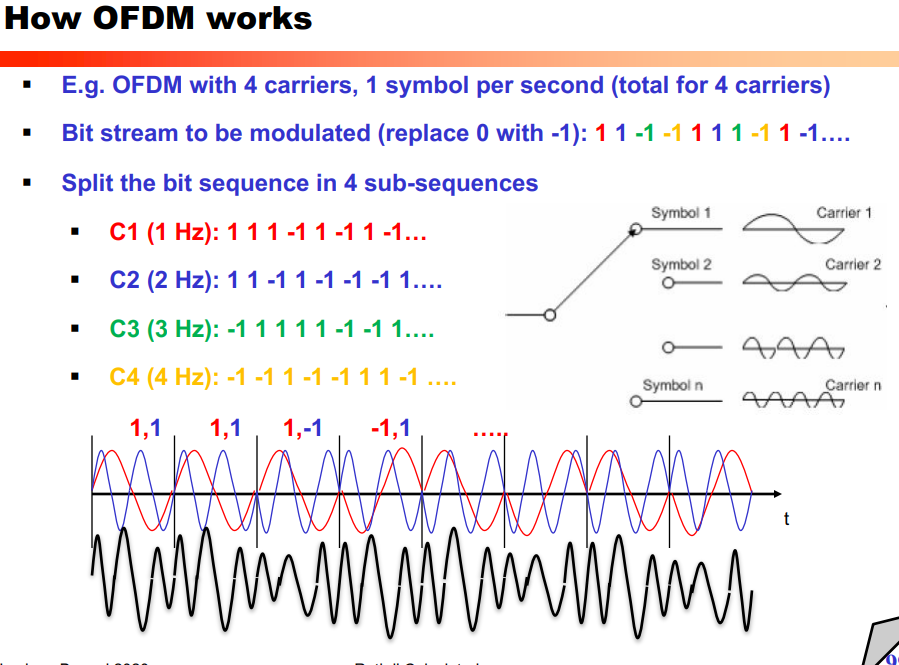 How OFDM works
E.g. OFDM with 4 carriers, 1 symbol per second (total for 4 carriers)
Bit stream to be modulated (replace 0 with -1): 1 1 -1 -1 1 1 1 -1 1 -1....
Split the bit sequence in 4 sub-sequences
C1 (1 Hz): 1 1 1 -1 1 -1 1 -1...
C2 (2 Hz): 1 1 -1 1 -1 -1 -1 1....
C3 (3 Hz): -1 1 1 1 1 -1 -1 1....
C4 (4 Hz): -1 -1 1 -1 -1 1 1 -1 ....
Symbol 1 Carrier 1
Symbol 2 Carrier 2
Symbol n Carrier n
1,1 1,1 1,-1 -1,1 .....
t